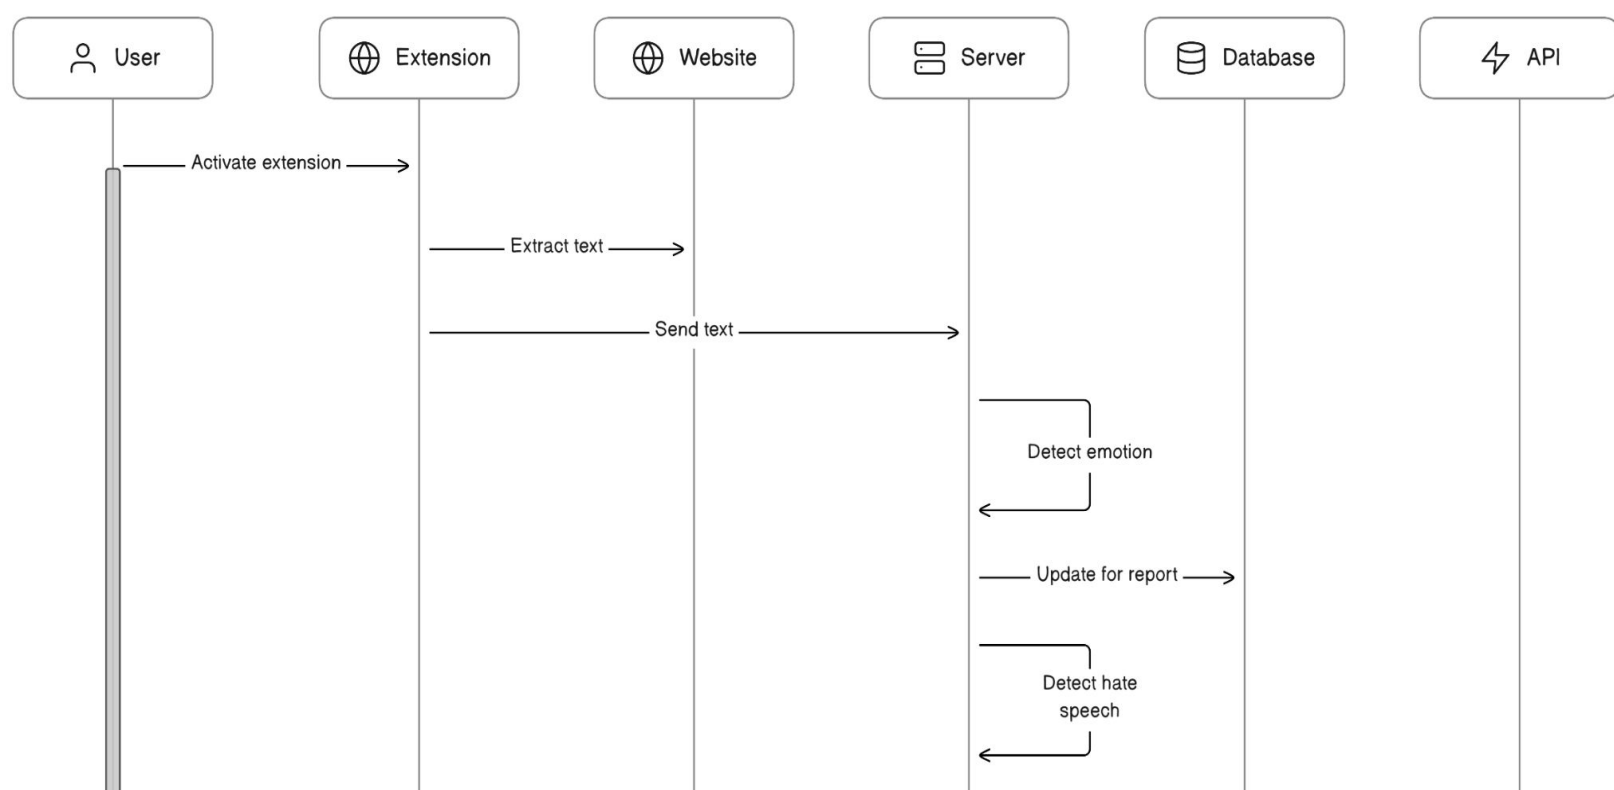 User
Extension
Website
Server
Database
API
Activate extension
Extract text
Send text
Detect emotion
Update for report
Detect hate
speech